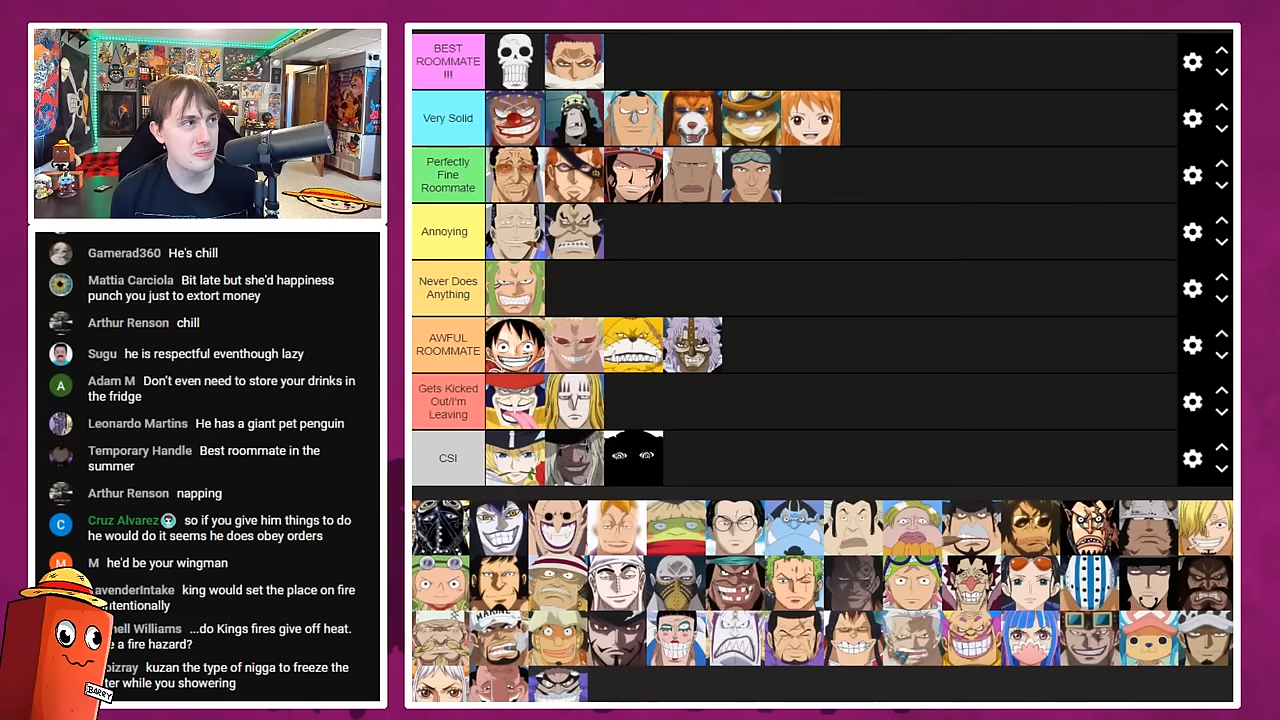 Gamerad360 He's chill
Mattia Carciola Bit late but she'd happiness
punch you just to extort money
Arthur Renson chill
Sugu he is respectful eventhough lazy
A
Adam M Don't even need to store your drinks in
the fridge
Leonardo Martins He has a giant pet penguin
Temporary Handle Best roommate in the
summer
Arthur Renson napping
C
Cruz Alvarez so if you give him things to do
he would do it seems he does obey orders
M
M he'd be your wingman
avenderIntake king would set the place on fire
ntentionally
hell Williams ...do Kings fires give off heat.
e a fire hazard?
bizray kuzan the type of nigga to freeze the
ter while you showering
BARRY
BEST
ROOMMATE
!!!
Very Solid
Perfectly
Fine
Roommate
Annoying
Never Does
Anything
AWFUL
ROOMMATE
Gets Kicked
Out/I'm
Leaving
CSI
MARINE